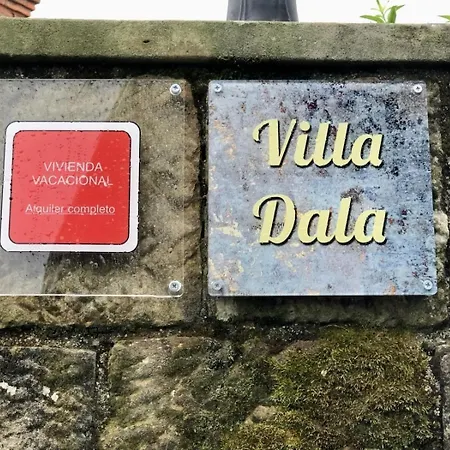 VIVIENDA
VACACIONAL
Alquiler completo
Villa
Dala